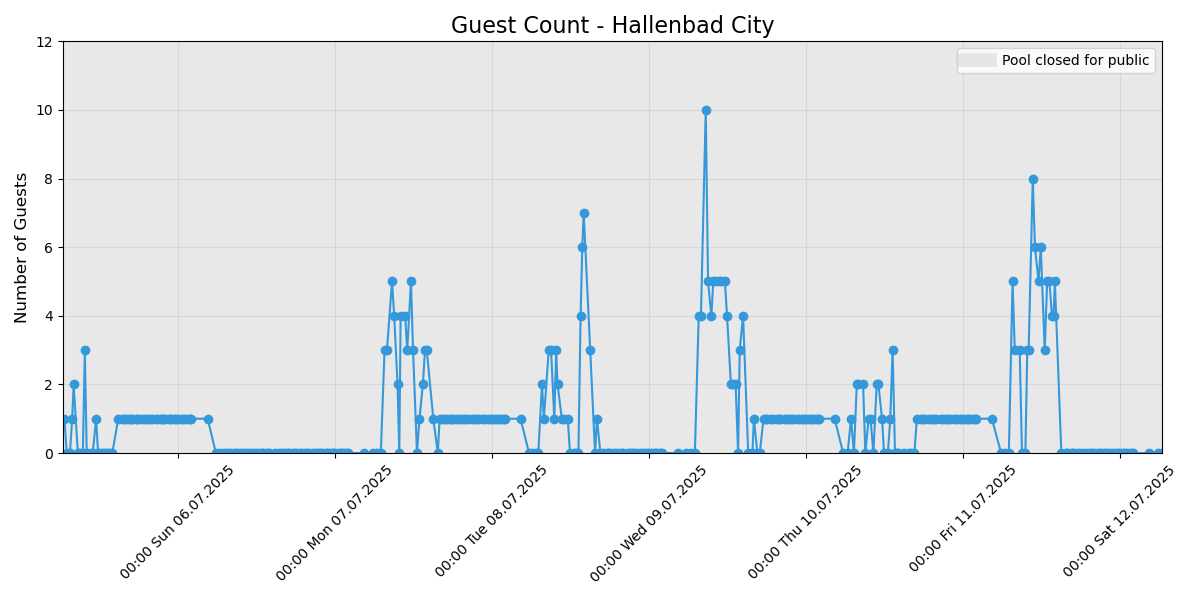 Guest Count - Hallenbad City
Pool closed for public
Number of Guests
12
10
8
6
4
2
0
00:00 Sun 06.07.2025
00:00 Mon 07.07.2025
00:00 Tue 08.07.2025
00:00 Wed 09.07.2025
00:00 Thu 10.07.2025
00:00 Fri 11.07.2025
00:00 Sat 12.07.2025